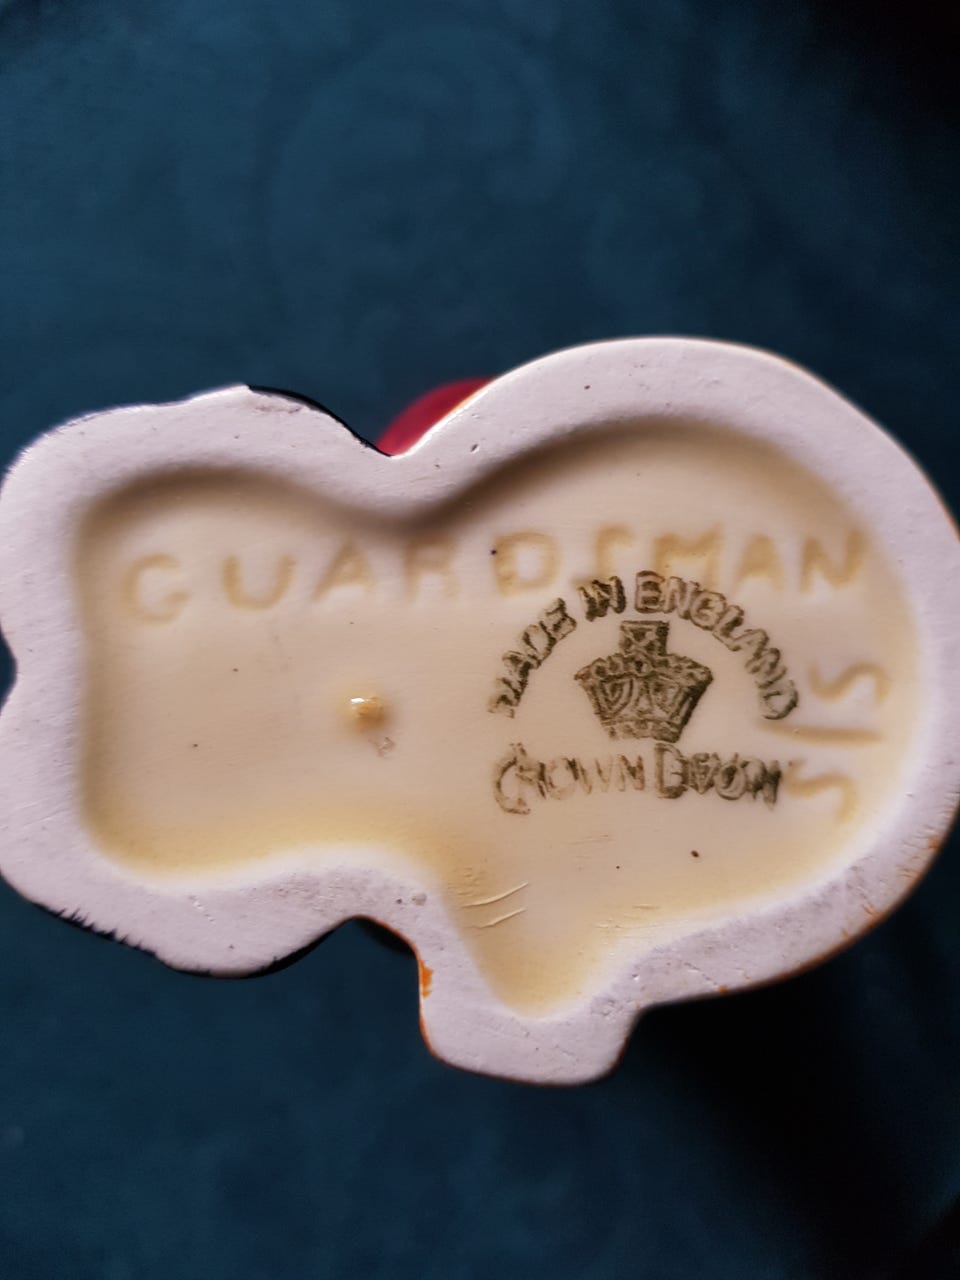 GUARDSMAN
MADE IN ENGLAND
CROWN DEVON
S/S